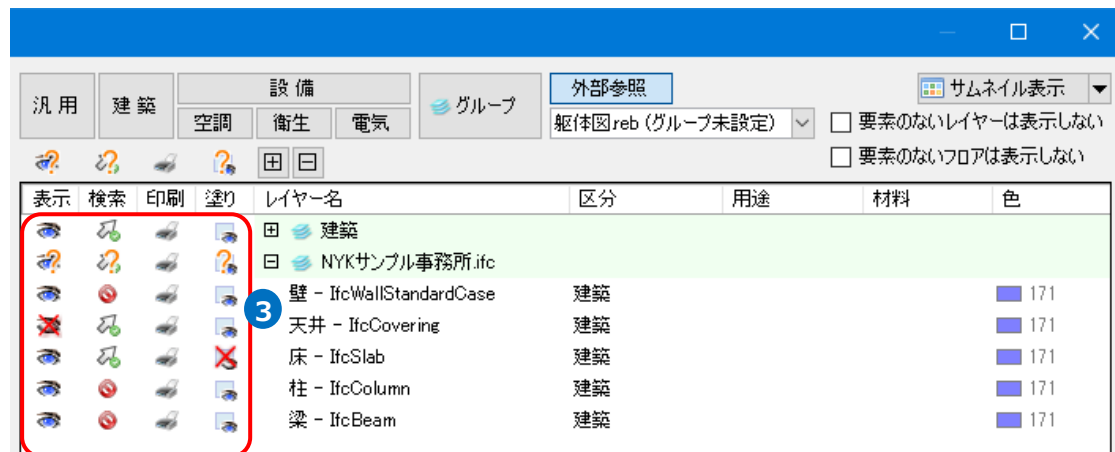 汎用 建築 設備 グループ 外部参照 サムネイル表示
空調 衛生 電気 躯体図.reb (グループ未設定) 要素のないレイヤーは表示しない
要素のないフロアは表示しない
表示 検索 印刷 塗り レイヤー名 区分 用途 材料 色
建築
NYKサンプル事務所.ifc
壁 - IfcWallStandardCase 建築 171
3
天井 - IfcCovering 建築 171
床 - IfcSlab 建築 171
柱 - IfcColumn 建築 171
梁 - IfcBeam 建築 171